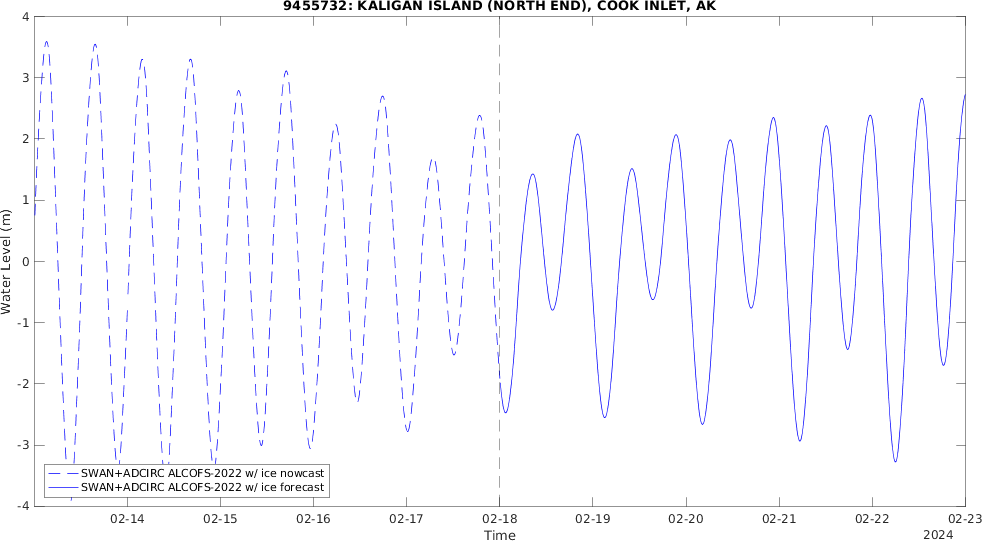 9455732: KALIGAN ISLAND (NORTH END), COOK INLET, AK
4
3
2
1
0
-1
-2
-3
-4
Water Level (m)
SWAN+ADCIRC ALCOFS-2022 w/ ice nowcast
SWAN+ADCIRC ALCOFS-2022 w/ ice forecast
02-14 02-15 02-16 02-17 02-18 02-19 02-20 02-21 02-22 02-23
Time
2024